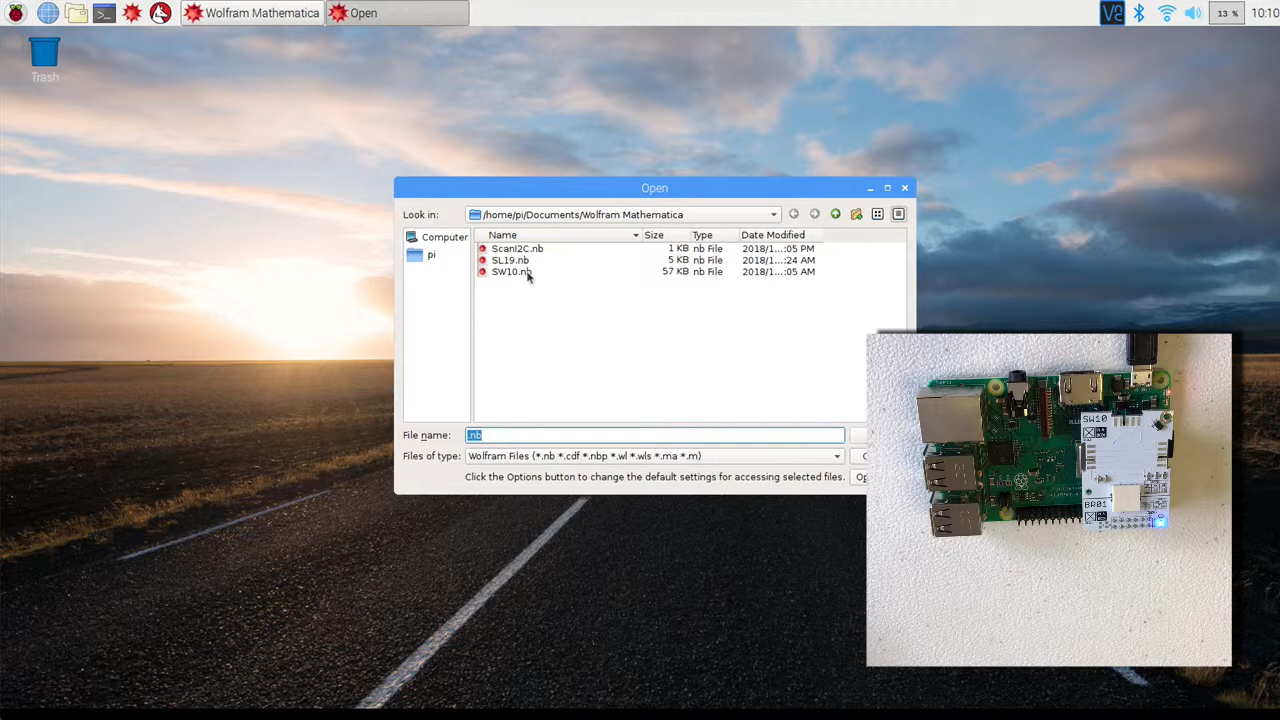 Wolfram Mathematica
Open
13 %
10:10
Trash
Open
Look in:
/home/pi/Documents/Wolfram Mathematica
Computer
pi
Name
Size
Type
Date Modified
ScanI2C.nb
1 KB
nb File
2018/1...:05 PM
SL19.nb
5 KB
nb File
2018/1...:24 AM
SW10.nb
57 KB
nb File
2018/1...:05 AM
File name:
.nb
Files of type:
Wolfram Files (*.nb *.cdf *.nbp *.wl *.wls *.ma *.m)
Click the Options button to change the default settings for accessing selected files.
SW10
BR01